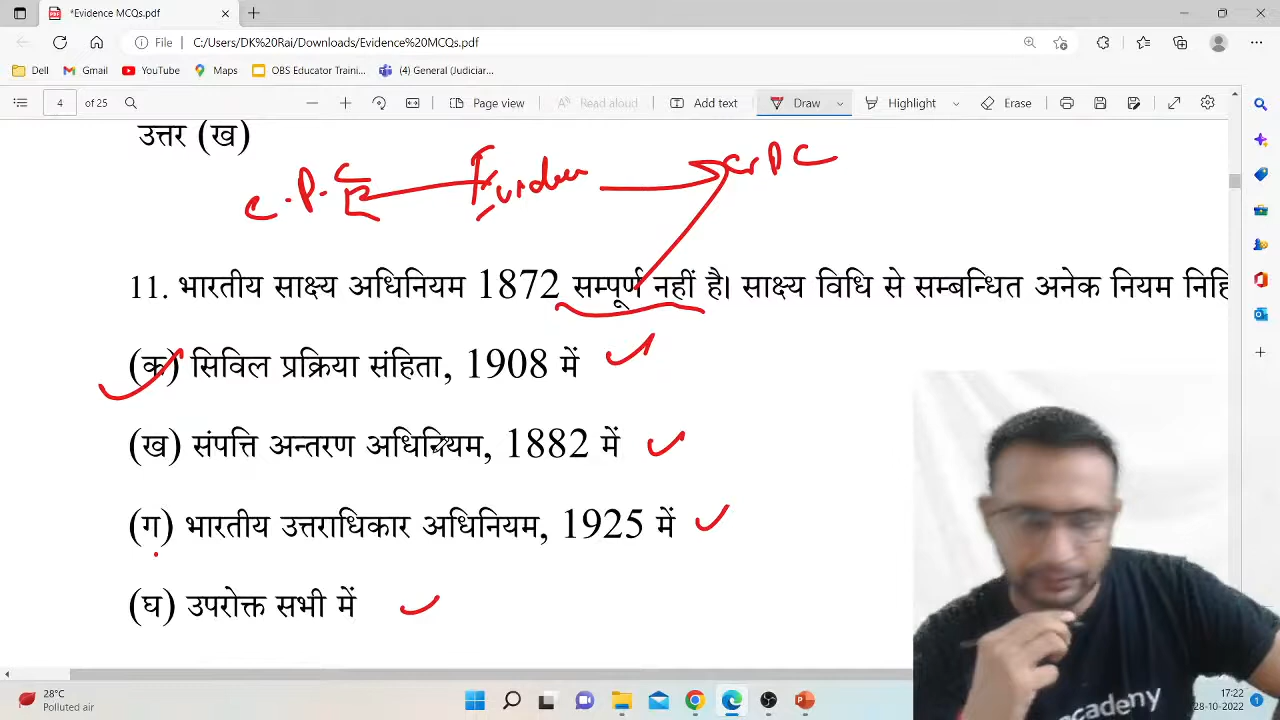 *Evidence MCQs.pdf
File C:/Users/DK%20Rai/Downloads/Evidence%20MCQs.pdf
Dell Gmail YouTube Maps OBS Educator Traini... (4) General (Judiciar...
4 of 25 Page view Read aloud Add text Draw Highlight Erase
उत्तर (ख)
C.P.C Evidence CrPC
11. भारतीय साक्ष्य अधिनियम 1872 सम्पूर्ण नहीं है। साक्ष्य विधि से सम्बन्धित अनेक नियम निहि
(क) सिविल प्रक्रिया संहिता, 1908 में
(ख) संपत्ति अन्तरण अधिनियम, 1882 में
(ग) भारतीय उत्तराधिकार अधिनियम, 1925 में
(घ) उपरोक्त सभी में
academy
28°C
Polluted air
17:22
28-10-2022
1